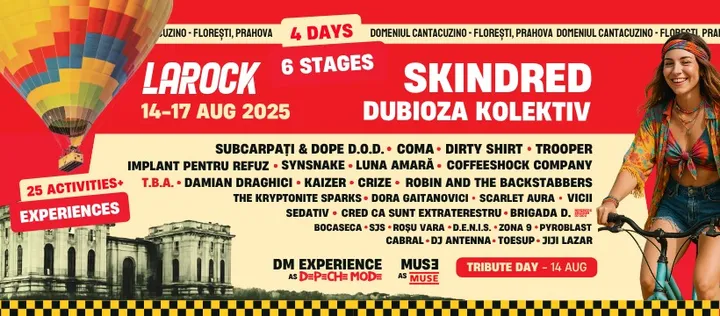 CUZINO - FLOREȘTI, PRAHOVA
4 DAYS
DOMENIUL CANTACUZINO - FLOREȘTI, PRAHOVA DOMENIUL CANTACUZINO - FLOREȘTI, PRA
6 STAGES
LAROCK
14-17 AUG 2025
SKINDRED
DUBIOZA KOLEKTIV
SUBCARPAȚI & DOPE D.O.D. • COMA • DIRTY SHIRT • TROOPER
IMPLANT PENTRU REFUZ • SYNSNAKE • LUNA AMARĂ • COFFEESHOCK COMPANY
T.B.A. • DAMIAN DRAGHICI • KAIZER • CRIZE • ROBIN AND THE BACKSTABBERS
THE KRYPTONITE SPARKS • DORA GAITANOVICI • SCARLET AURA • VICII
SEDATIV • CRED CA SUNT EXTRATERESTRU • BRIGADA D.
BOCASECA • SJS • ROȘU VARA • D.E.N.I.S. • ZONA 9 • PYROBLAST
CABRAL • DJ ANTENNA • TOESUP • JIJI LAZAR
25 ACTIVITIES+
EXPERIENCES
DM EXPERIENCE
AS DEPECHE MODE
MUSE
AS MUSE
TRIBUTE DAY - 14 AUG